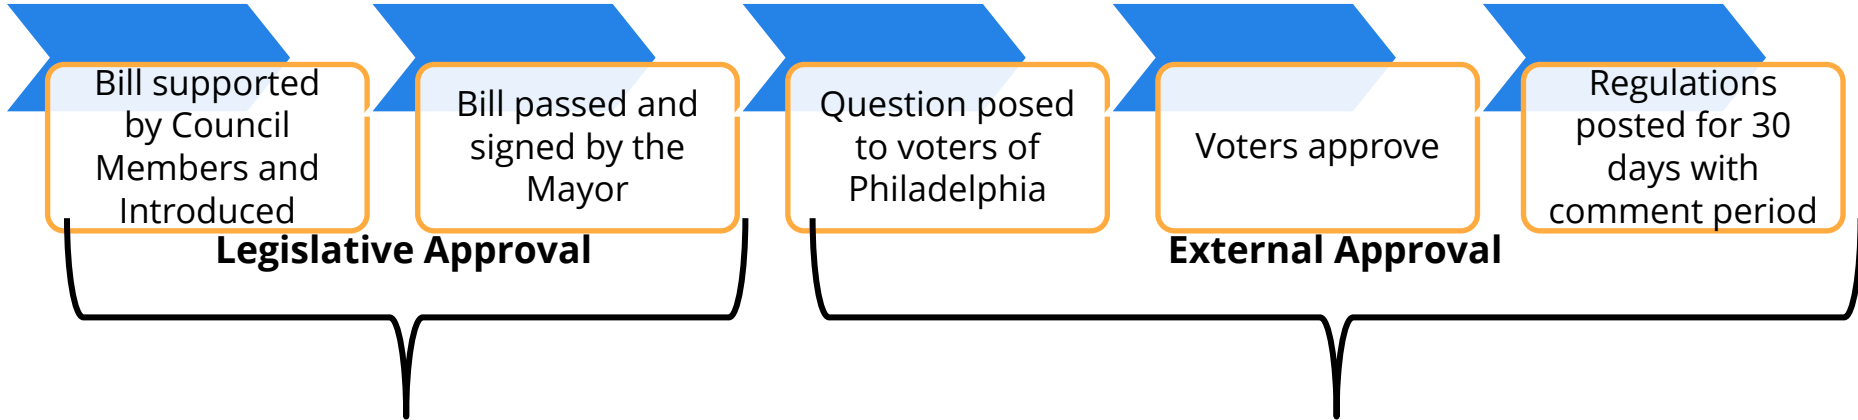 Bill supported
by Council
Members and
Introduced
Bill passed and
signed by the
Mayor
Question posed
to voters of
Philadelphia
Voters approve
Regulations
posted for 30
days with
comment period
Legislative Approval
External Approval